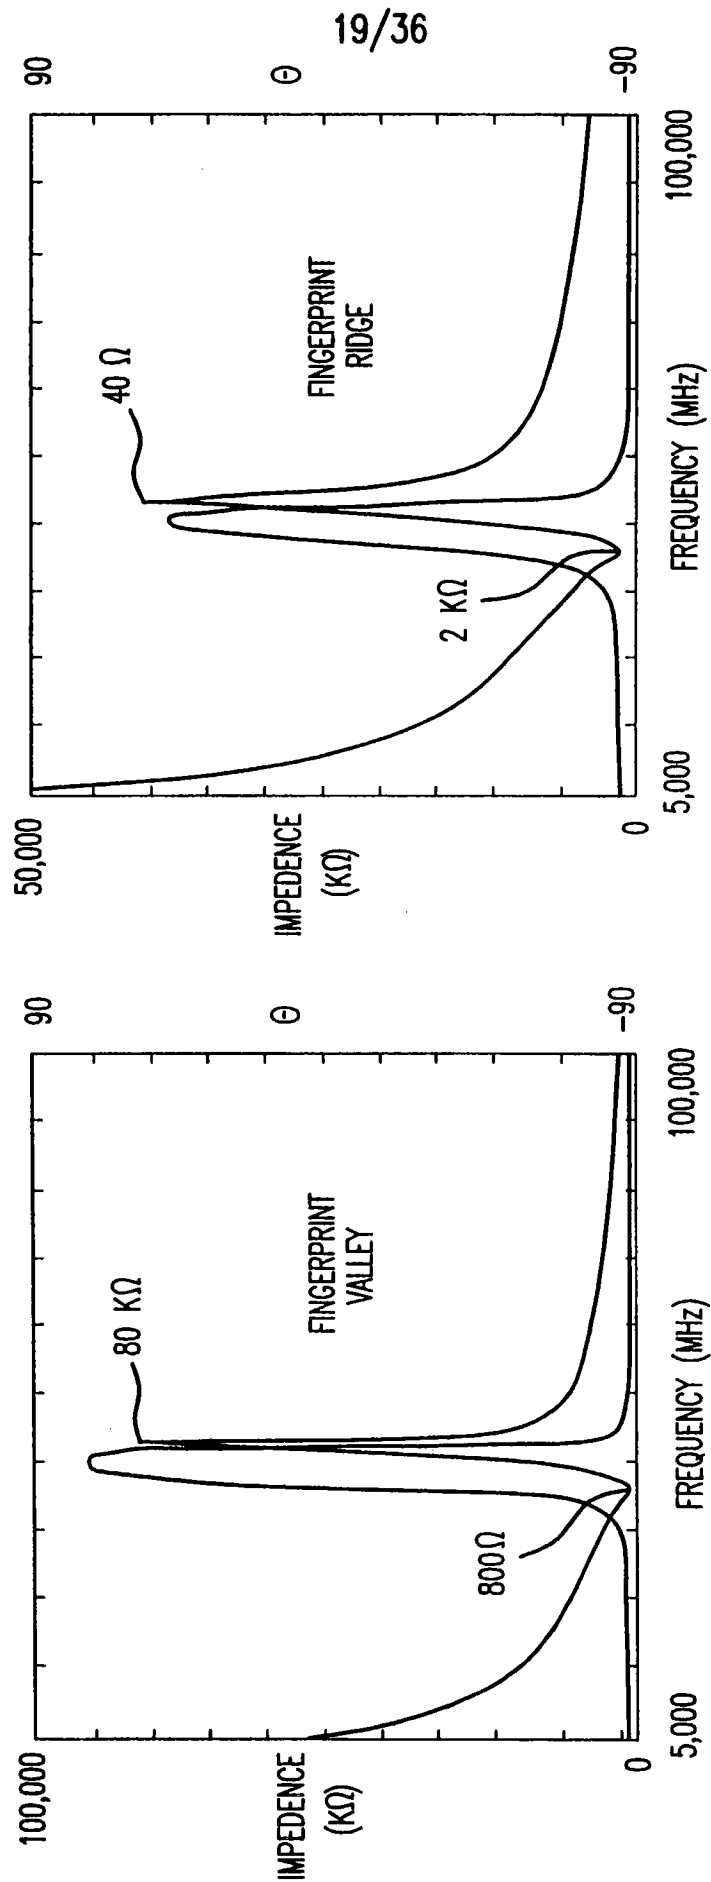 19/36
100,000
IMPEDENCE
(KΩ)
0
5,000
FREQUENCY (MHz)
100,000
90
Θ
-90
80 KΩ
800Ω
FINGERPRINT
VALLEY
50,000
IMPEDENCE
(KΩ)
0
5,000
FREQUENCY (MHz)
100,000
90
Θ
-90
40 Ω
2 KΩ
FINGERPRINT
RIDGE